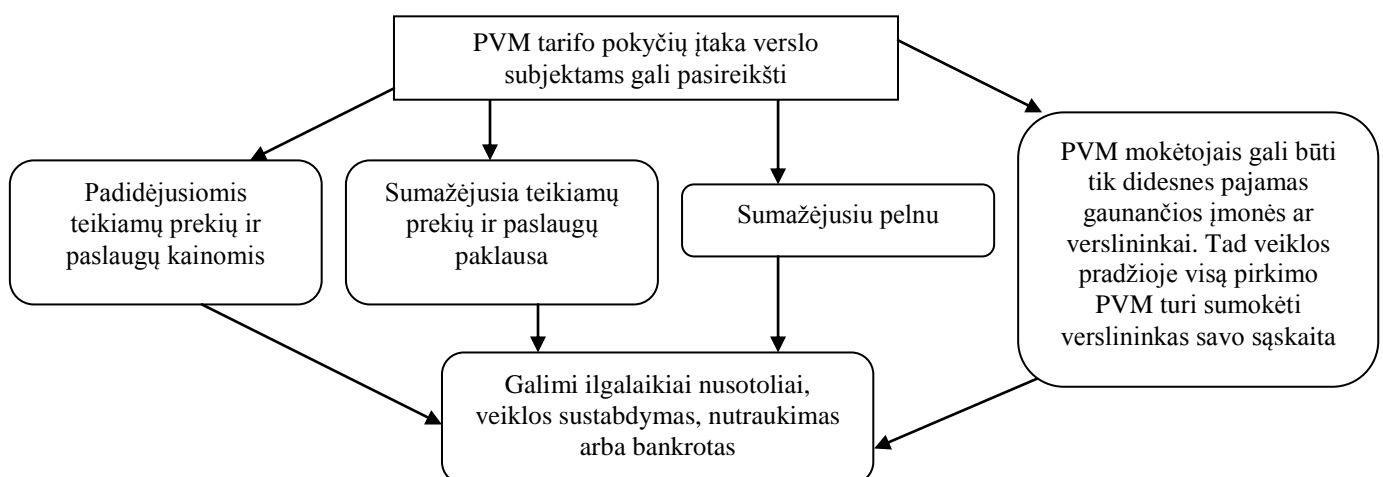 PVM tarifo pokyčių įtaka verslo
subjektams gali pasireikšti
Padidėjusiomis
teikiamų prekių ir
paslaugų kainomis
Sumažėjusia teikiamų
prekių ir paslaugų
paklausa
Sumažėjusiu pelnu
PVM mokėtojais gali būti
tik didesnes pajamas
gaunančios įmonės ar
verslininkai. Tad veiklos
pradžioje visą pirkimo
PVM turi sumokėti
verslininkas savo sąskaita
Galimi ilgalaikiai nusotoliai,
veiklos sustabdymas, nutraukimas
arba bankrotas